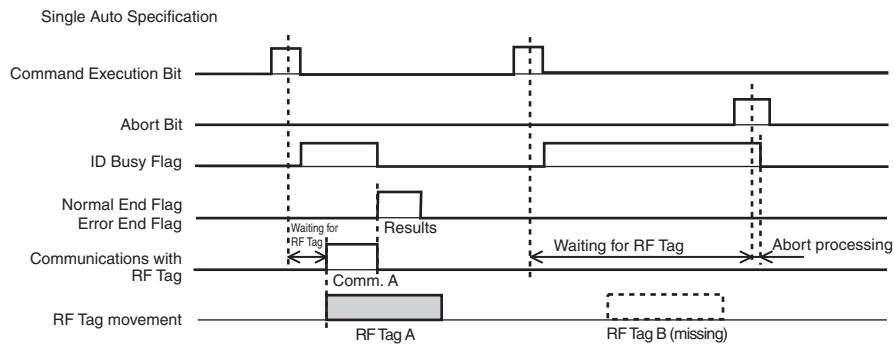 Single Auto Specification
Command Execution Bit
Abort Bit
ID Busy Flag
Normal End Flag
Error End Flag
Results
Waiting for
RF Tag
Waiting for RF Tag
Abort processing
Communications with
RF Tag
Comm. A
RF Tag movement
RF Tag A
RF Tag B (missing)